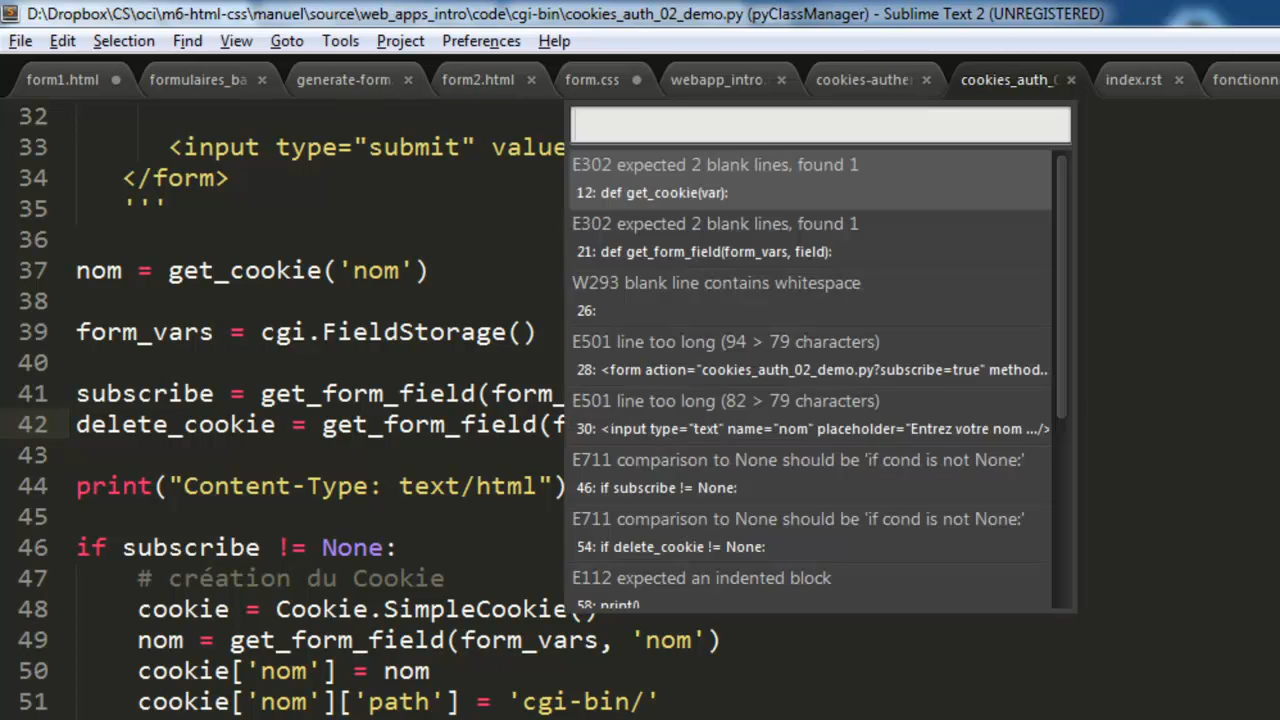 D:\Dropbox\CS\oci\m6-html-css\manuel\source\web_apps_intro\code\cgi-bin\cookies_auth_02_demo.py (pyClassManager) - Sublime Text 2 (UNREGISTERED)
File Edit Selection Find View Goto Tools Project Preferences Help
form1.html formulaires_ba generate-form form2.html form.css webapp_intro. cookies-authe cookies_auth_0 index.rst fonctionn
32
33 <input type="submit" value
34 </form>
35 '''
36
37 nom = get_cookie('nom')
38
39 form_vars = cgi.FieldStorage()
40
41 subscribe = get_form_field(form_
42 delete_cookie = get_form_field(f
43
44 print("Content-Type: text/html")
45
46 if subscribe != None:
47 # création du Cookie
48 cookie = Cookie.SimpleCookie()
49 nom = get_form_field(form_vars, 'nom')
50 cookie['nom'] = nom
51 cookie['nom']['path'] = 'cgi-bin/'
E302 expected 2 blank lines, found 1
12: def get_cookie(var):
E302 expected 2 blank lines, found 1
21: def get_form_field(form_vars, field):
W293 blank line contains whitespace
26:
E501 line too long (94 > 79 characters)
28: <form action="cookies_auth_02_demo.py?subscribe=true" method..
E501 line too long (82 > 79 characters)
30: <input type="text" name="nom" placeholder="Entrez votre nom .../>
E711 comparison to None should be 'if cond is not None:'
46: if subscribe != None:
E711 comparison to None should be 'if cond is not None:'
54: if delete_cookie != None:
E112 expected an indented block
58: print()